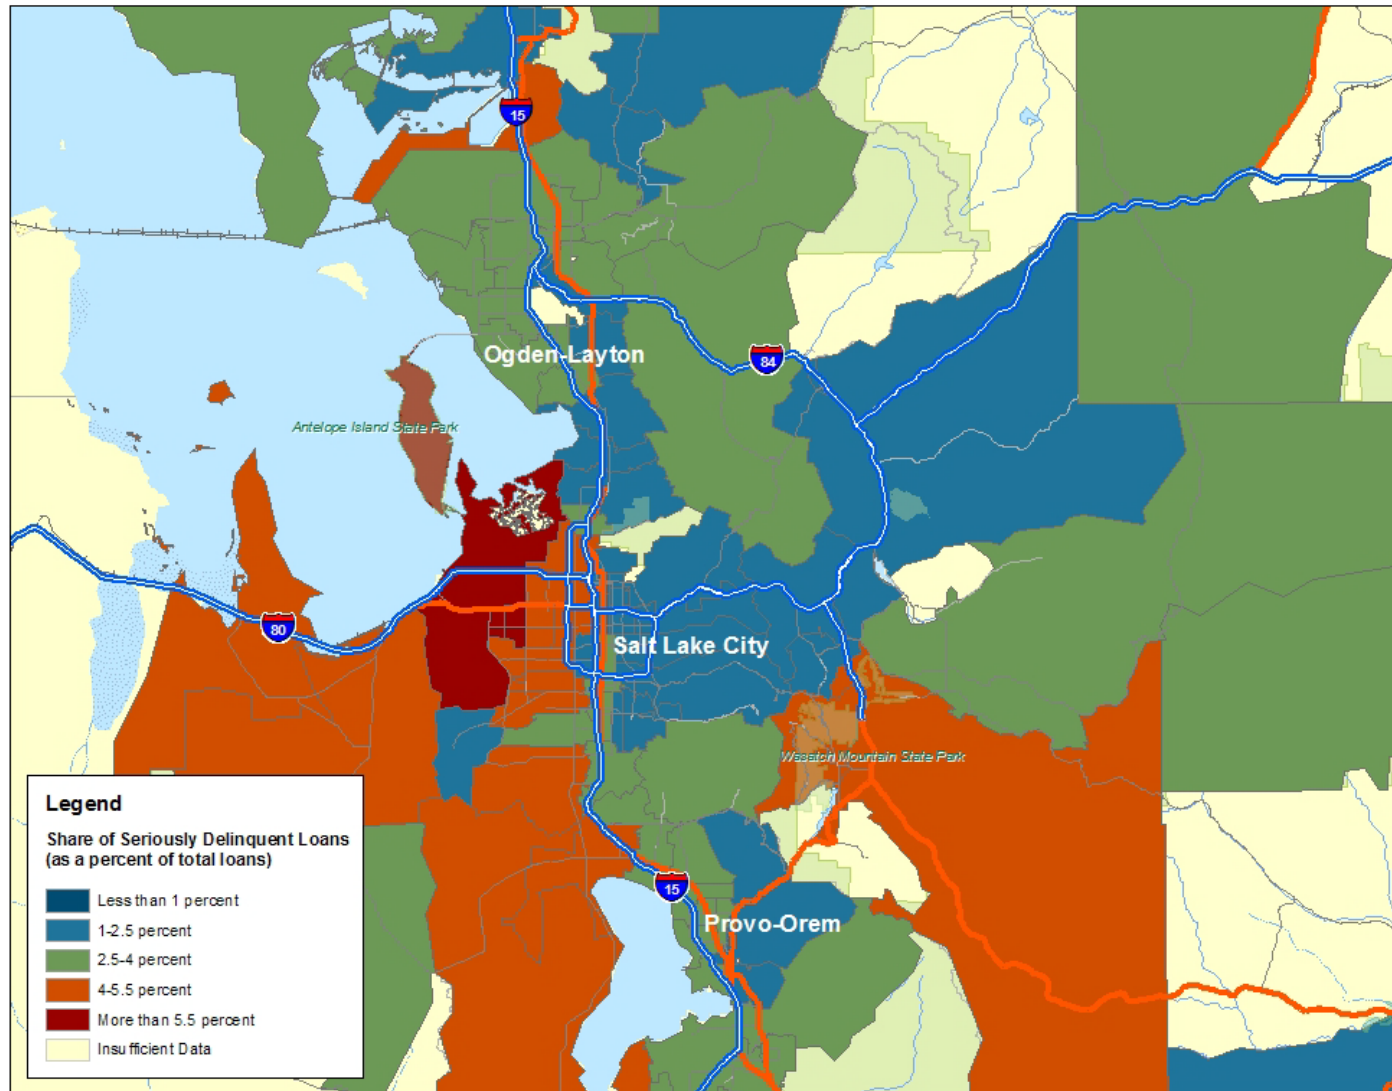 15
Ogden-Layton
84
Antelope Island State Park
80
Salt Lake City
Wasatch Mountain State Park
15
Provo-Orem
Legend
Share of Seriously Delinquent Loans
(as a percent of total loans)
Less than 1 percent
1-2.5 percent
2.5-4 percent
4-5.5 percent
More than 5.5 percent
Insufficient Data